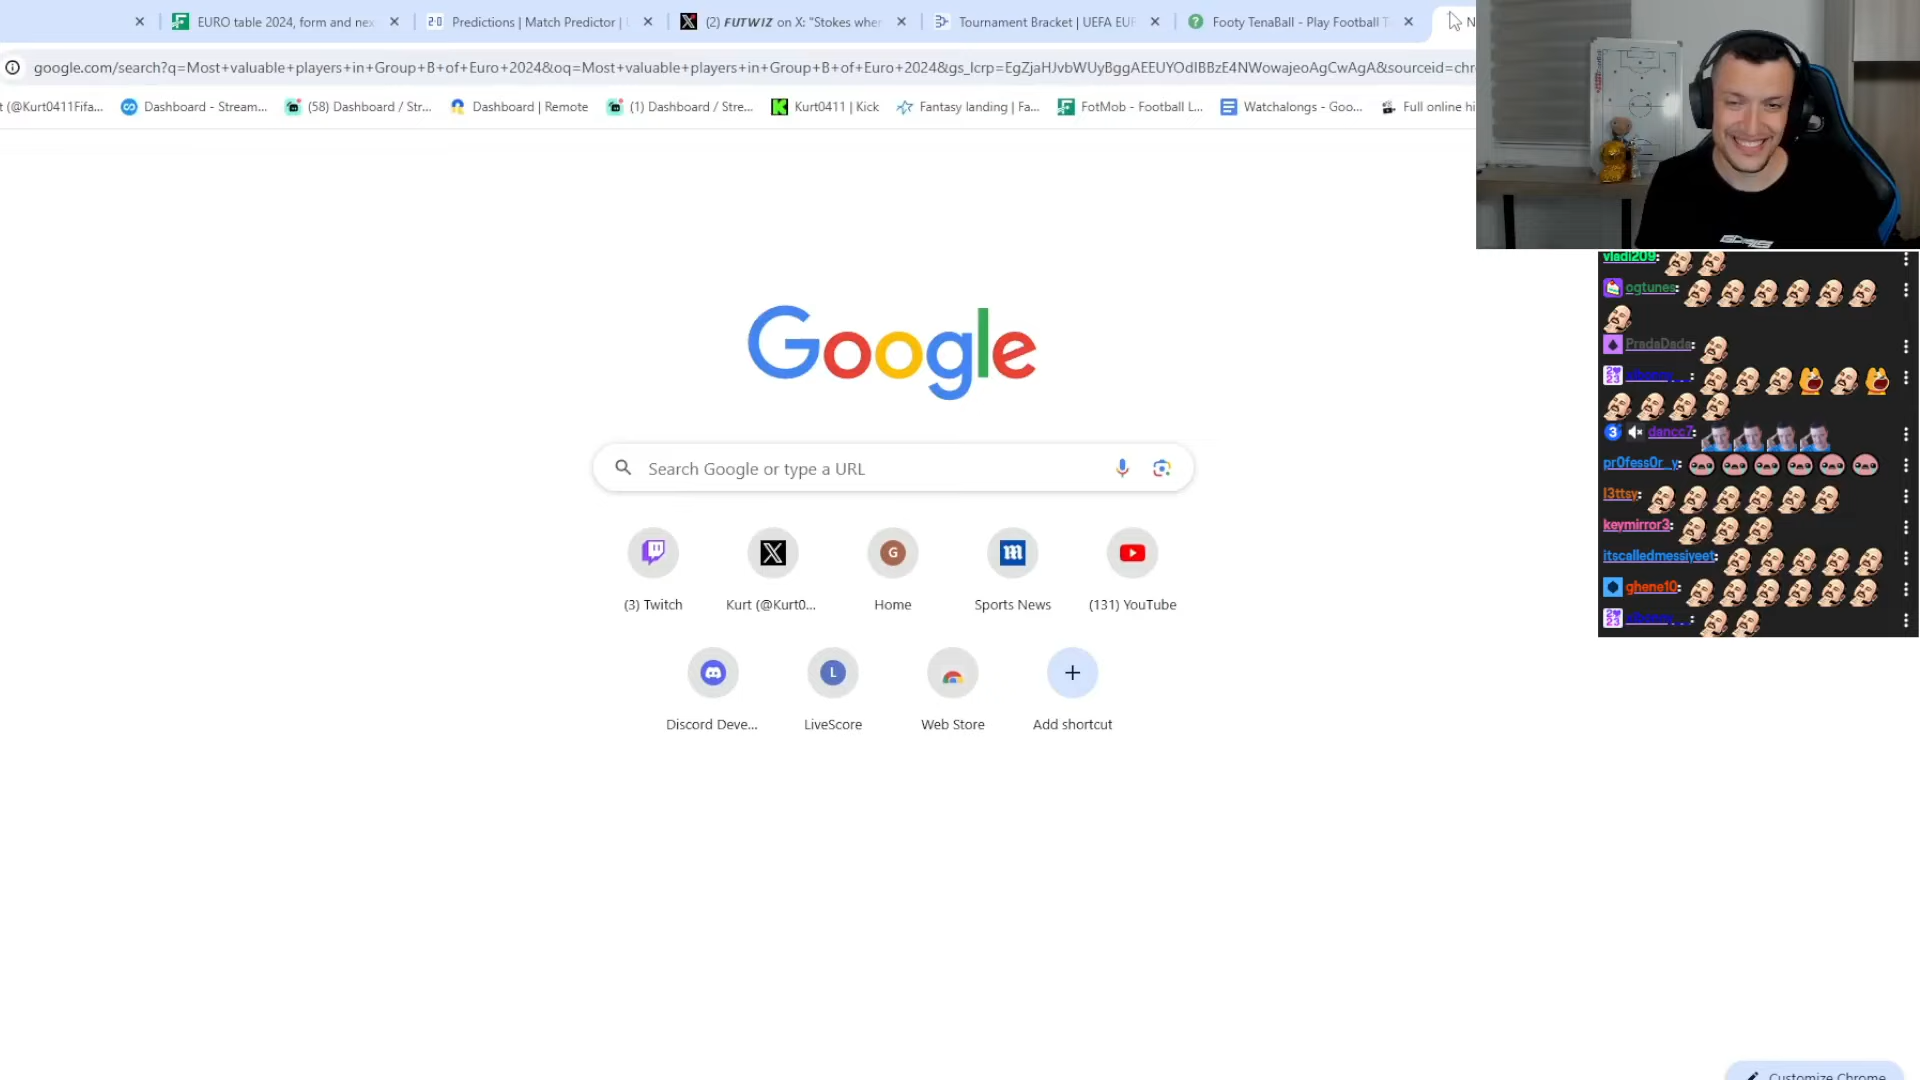 EURO table 2024, form and nex
Predictions | Match Predictor |
(2) FUTWIZ on X: "Stokes wher
Tournament Bracket | UEFA EUR
Footy TenaBall - Play Football T
N
google.com/search?q=Most+valuable+players+in+Group+B+of+Euro+2024&oq=Most+valuable+players+in+Group+B+of+Euro+2024&gs_lcrp=EgZjaHJvbWUyBggAEEUYOdIBBzE4NWowajeoAgCwAgA&sourceid=chr
t (@Kurt0411Fifa...
Dashboard - Stream...
(58) Dashboard / Str...
Dashboard | Remote
(1) Dashboard / Stre...
Kurt0411 | Kick
Fantasy landing | Fa...
FotMob - Football L...
Watchalongs - Goo...
Full online hi
Google
Search Google or type a URL
(3) Twitch
Kurt (@Kurt0...
Home
Sports News
(131) YouTube
Discord Deve...
LiveScore
Web Store
Add shortcut
vladi209:
ogtunes:
PradaDada:
dancc7:
pr0fess0r_y:
l3ttsy:
keymirror3:
itscalledmessiyeet:
ghene10:
Customize Chrome